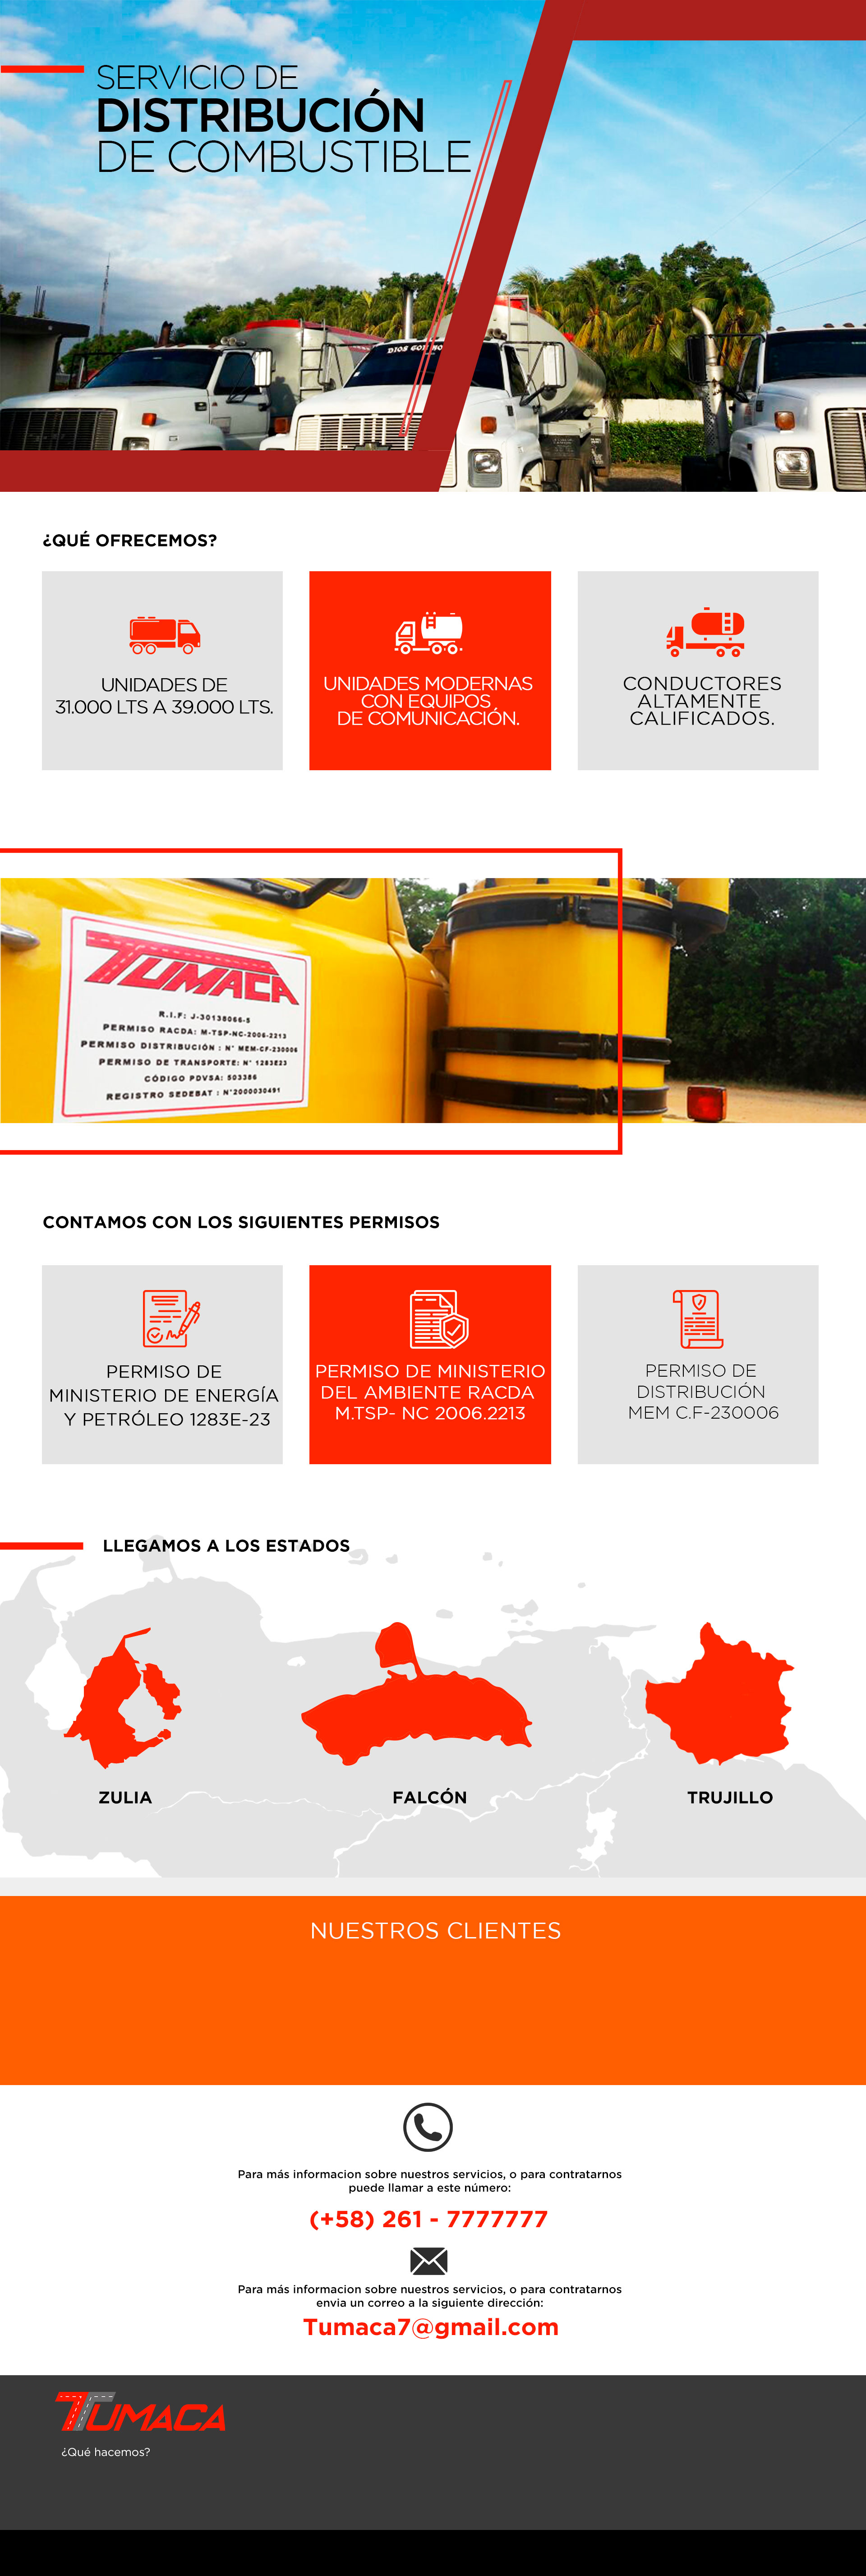 SERVICIO DE
DISTRIBUCIÓN
DE COMBUSTIBLE
¿QUÉ OFRECEMOS?
UNIDADES DE
31.000 LTS A 39.000 LTS.
UNIDADES MODERNAS
CON EQUIPOS
DE COMUNICACIÓN.
CONDUCTORES
ALTAMENTE
CALIFICADOS.
TUMACA
R.I.F: J-30138066-5
PERMISO RACDA: M-TSP-NC-2006-2213
PERMISO DISTRIBUCIÓN : N° MEM-CF-230006
PERMISO DE TRANSPORTE: N° 1283E23
CÓDIGO PDVSA: 503386
REGISTRO SEDEBAT : N°2000030491
CONTAMOS CON LOS SIGUIENTES PERMISOS
PERMISO DE
MINISTERIO DE ENERGÍA
Y PETRÓLEO 1283E-23
PERMISO DE MINISTERIO
DEL AMBIENTE RACDA
M.TSP- NC 2006.2213
PERMISO DE
DISTRIBUCIÓN
MEM C.F-230006
LLEGAMOS A LOS ESTADOS
ZULIA
FALCÓN
TRUJILLO
NUESTROS CLIENTES
Para más informacion sobre nuestros servicios, o para contratarnos
puede llamar a este número:
(+58) 261 - 7777777
Para más informacion sobre nuestros servicios, o para contratarnos
envia un correo a la siguiente dirección:
Tumaca7@gmail.com
TUMACA
¿Qué hacemos?